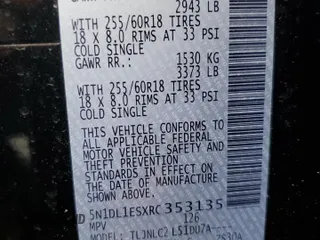 2943 LB
WITH 255/60R18 TIRES
18 X 8.0 RIMS AT 33 PSI
COLD SINGLE
GAWR RR.: 1530 KG
3373 LB
WITH 255/60R18 TIRES
18 X 8.0 RIMS AT 33 PSI
COLD SINGLE
THIS VEHICLE CONFORMS TO
ALL APPLICABLE FEDERAL
MOTOR VEHICLE SAFETY AND
THEFT PREVENTION
STANDARDS IN EFFECT ON THE
DATE OF MANUFACTURE
SHOWN ABOVE.
5N1DL1ESXRC353135
MPV 126
MODEL: